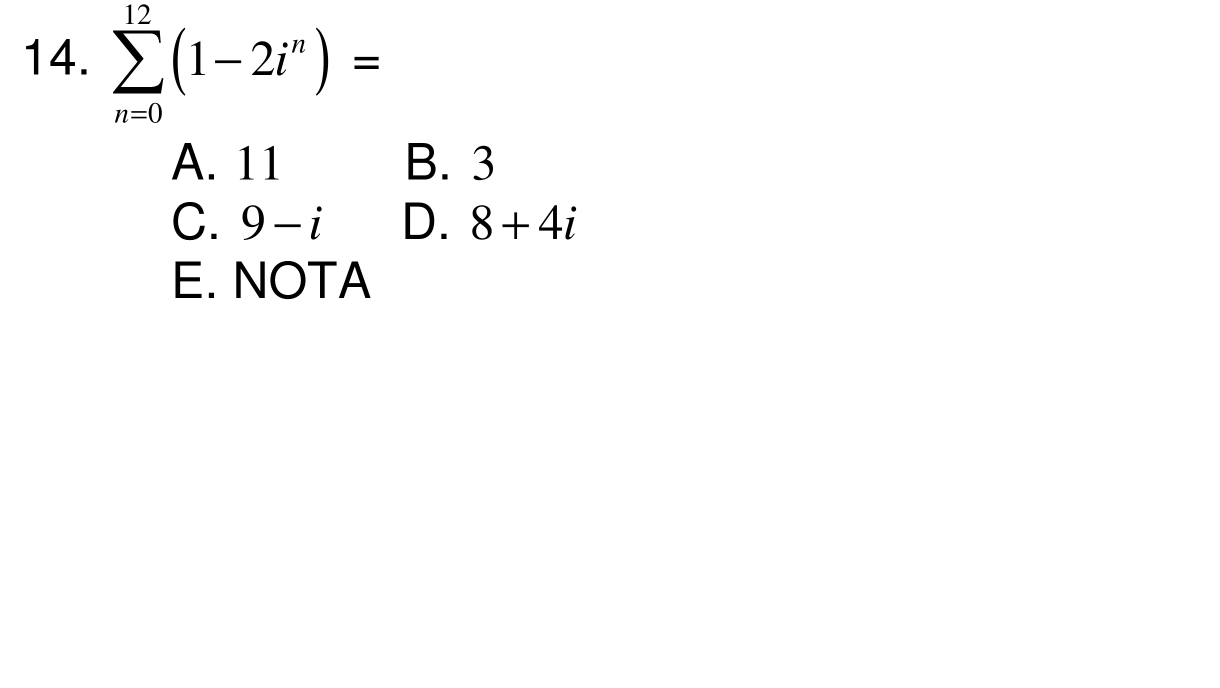 14. $\sum_{n=0}^{12}\left(1-2i^{n}\right)$ =
A. 11 B. 3
C. 9 − i D. 8 + 4i
E. NOTA